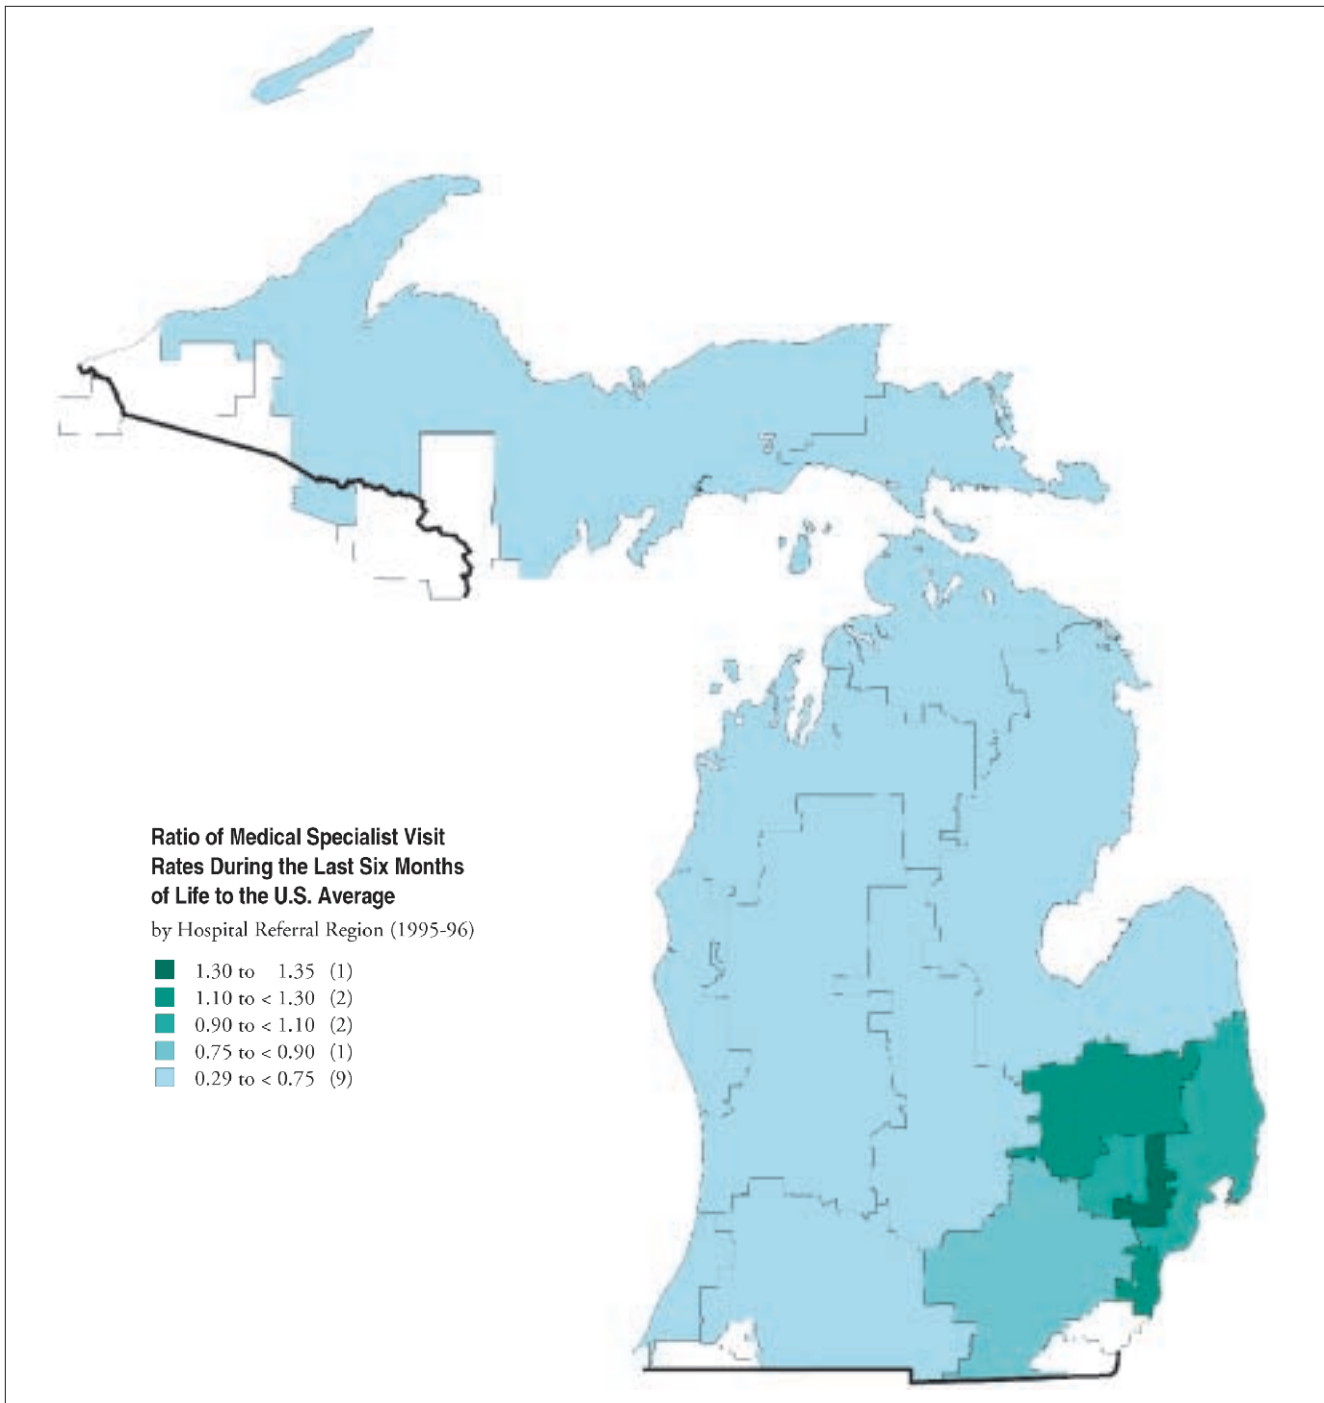 Ratio of Medical Specialist Visit
Rates During the Last Six Months
of Life to the U.S. Average
by Hospital Referral Region (1995-96)
1.30 to 1.35 (1)
1.10 to < 1.30 (2)
0.90 to < 1.10 (2)
0.75 to < 0.90 (1)
0.29 to < 0.75 (9)